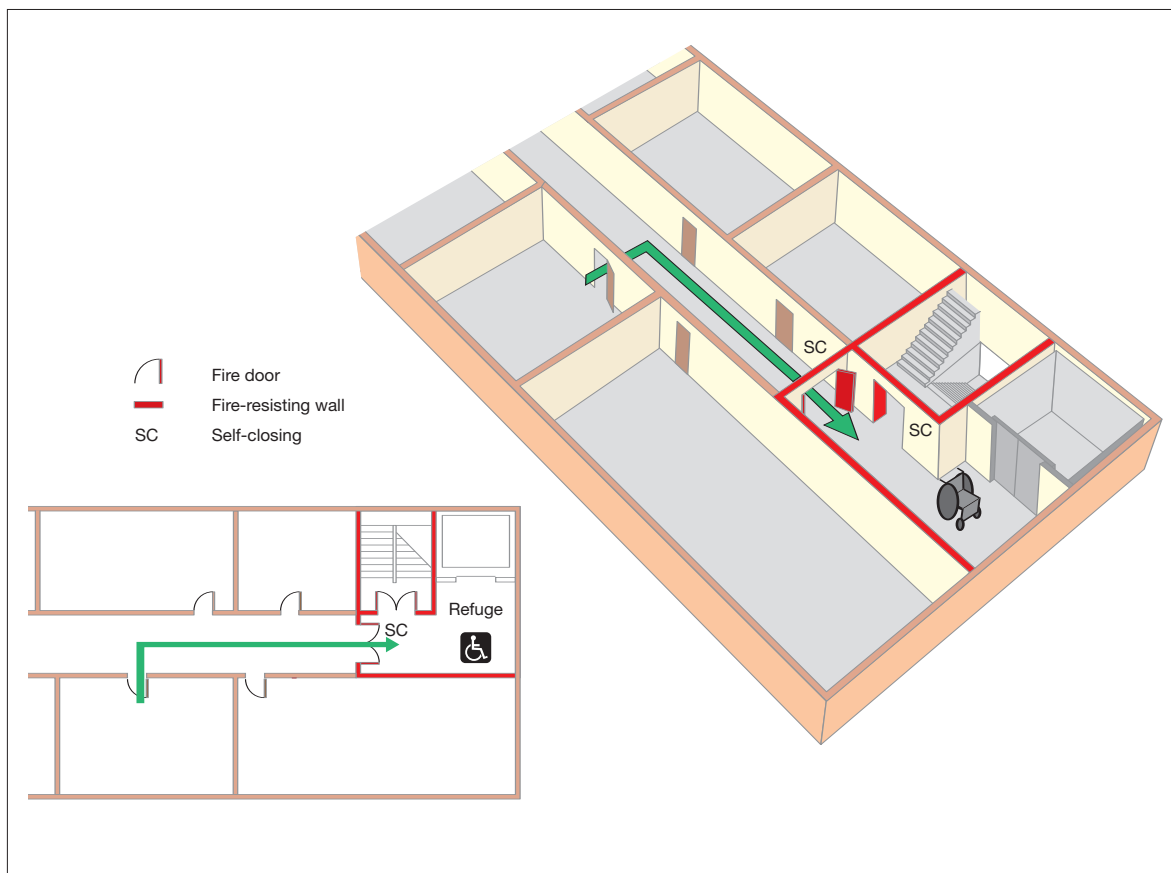 SC
SC
Fire door
Fire-resisting wall
SC Self-closing
Refuge
SC